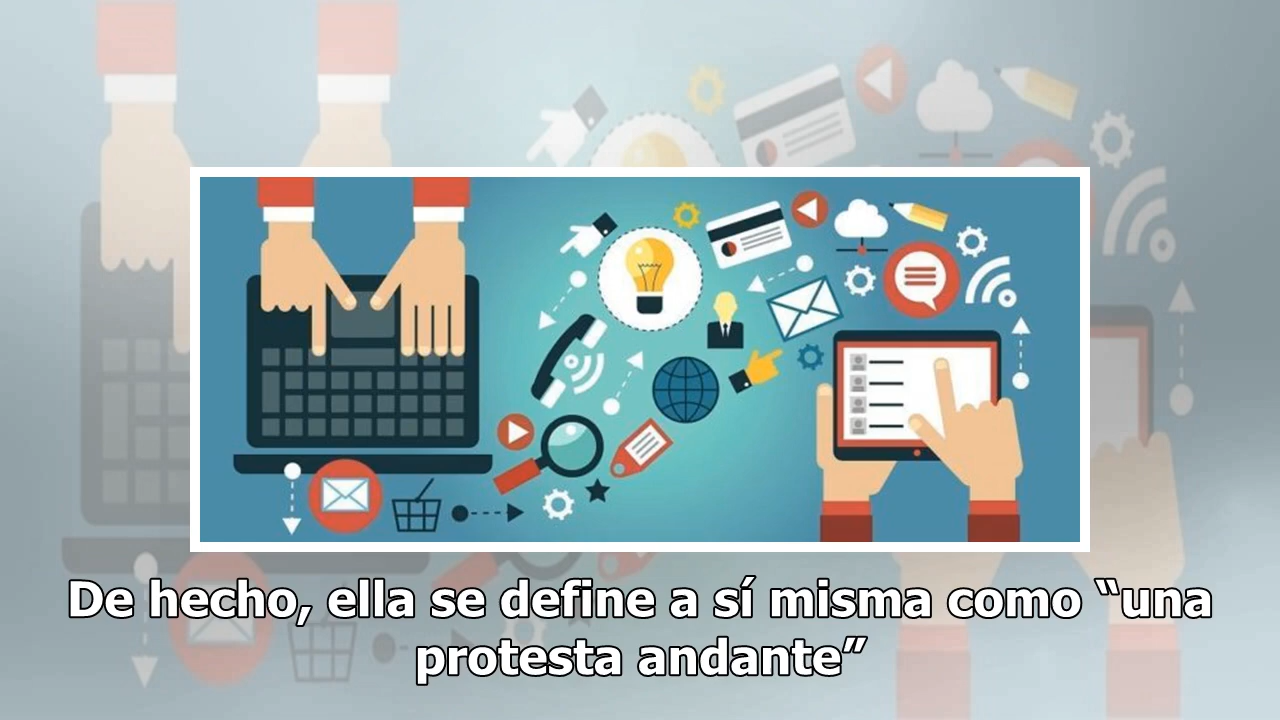 De hecho, ella se define a sí misma como “una
protesta andante”